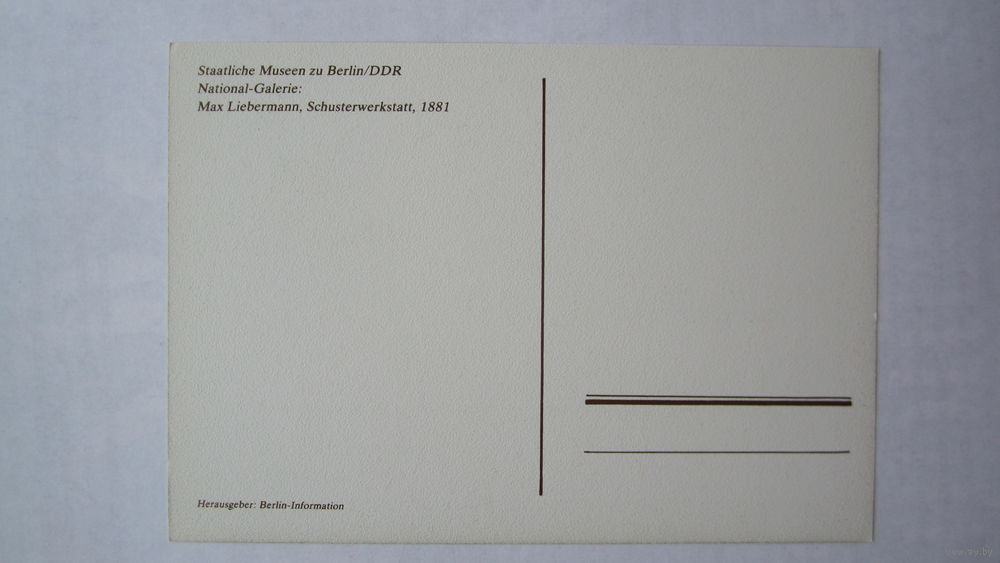 Staatliche Museen zu Berlin/DDR
National-Galerie:
Max Liebermann, Schusterwerkstatt, 1881
Herausgeber: Berlin-Information